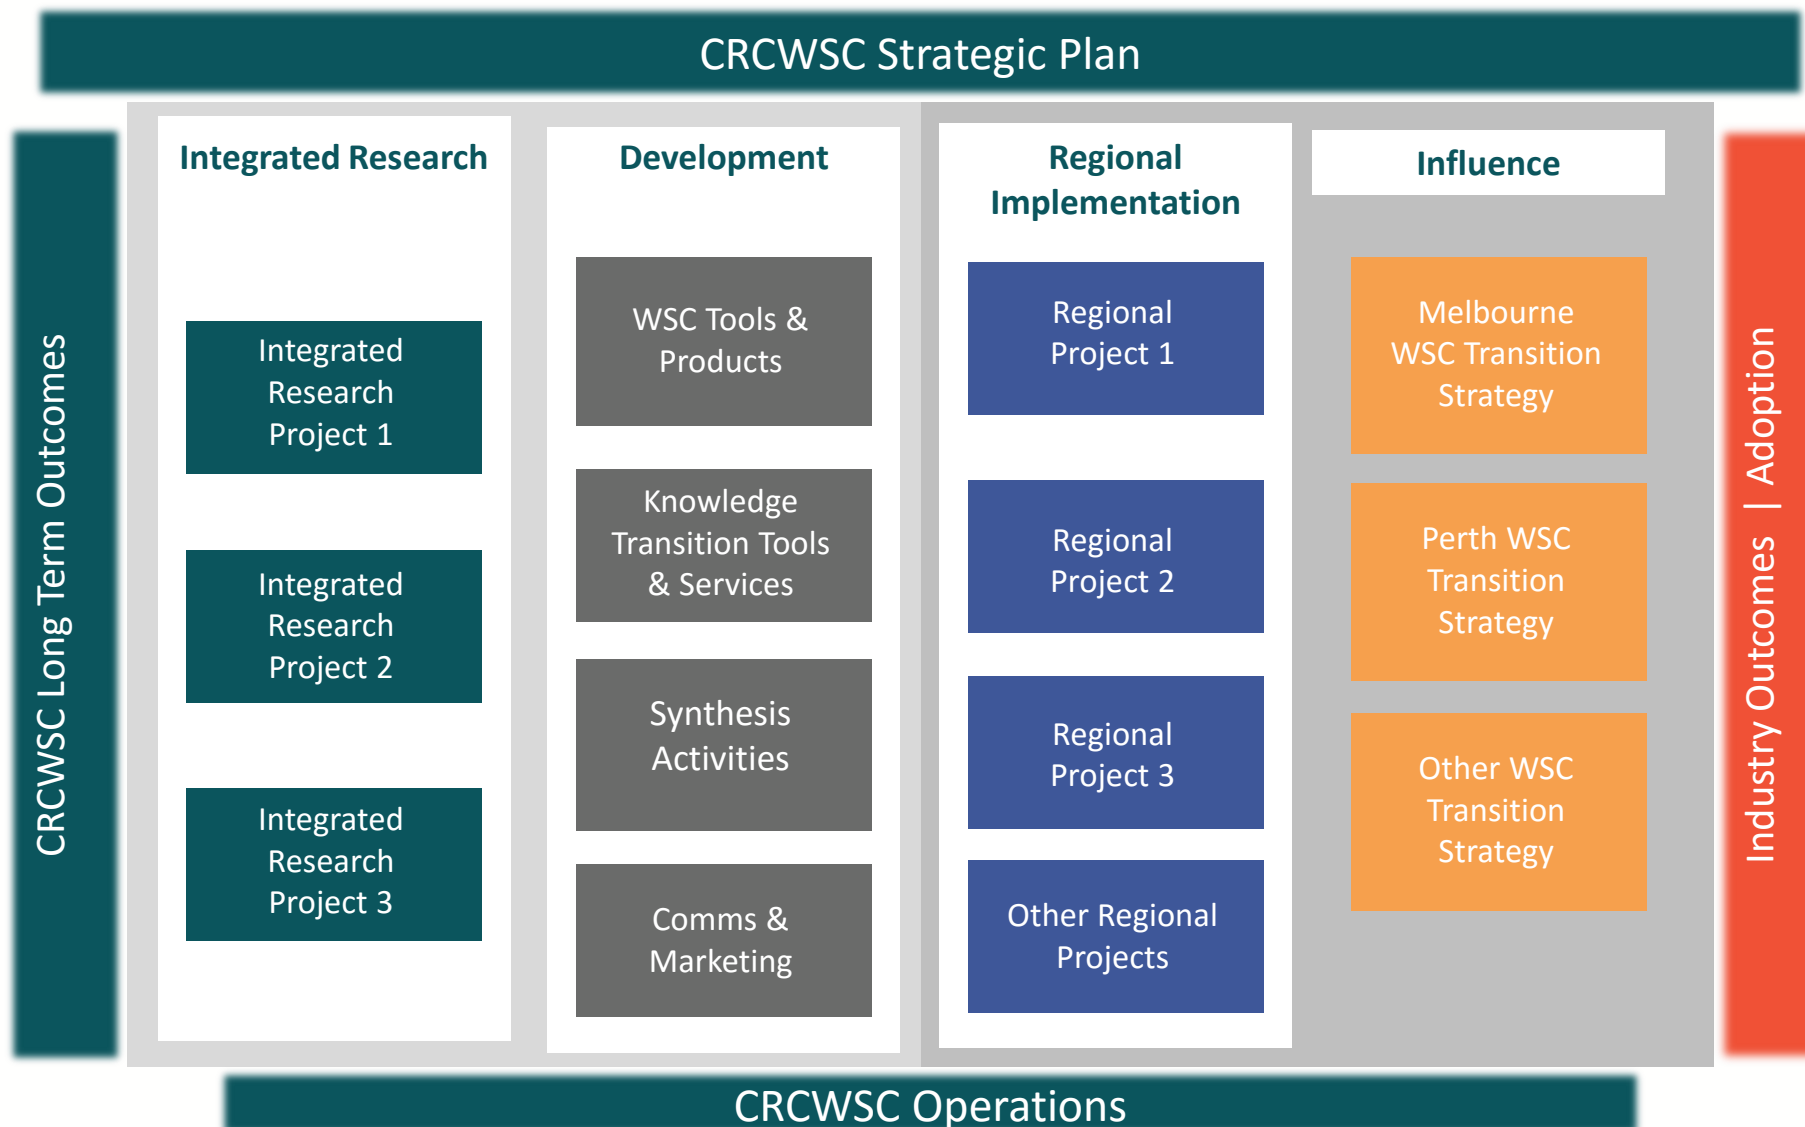 CRCWSC Strategic Plan
CRCWSC Long Term Outcomes
Integrated Research
Integrated
Research
Project 1
Integrated
Research
Project 2
Integrated
Research
Project 3
Development
WSC Tools &
Products
Knowledge
Transition Tools
& Services
Synthesis
Activities
Comms &
Marketing
Regional
Implementation
Regional
Project 1
Regional
Project 2
Regional
Project 3
Other Regional
Projects
Influence
Melbourne
WSC Transition
Strategy
Perth WSC
Transition
Strategy
Other WSC
Transition
Strategy
Industry Outcomes | Adoption
CRCWSC Operations